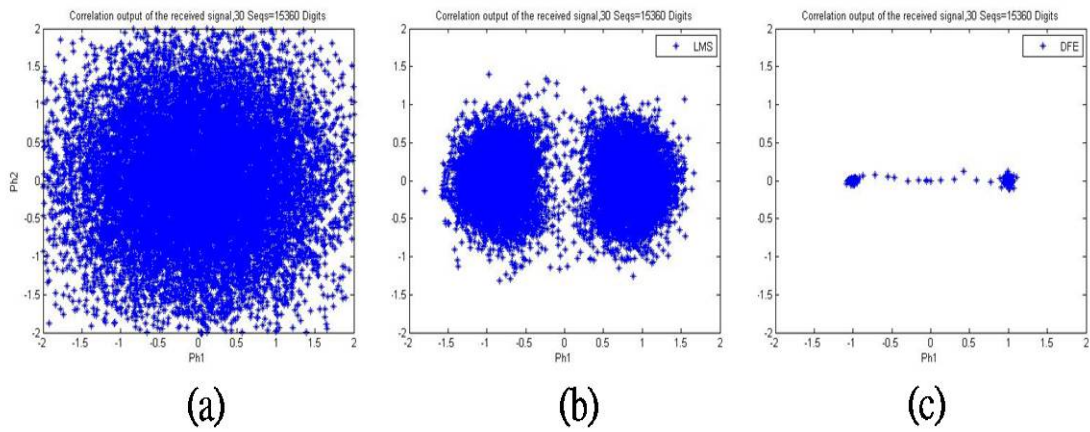 Correlation output of the received signal,30 Seqs=15360 Digits
2
1.5
1
0.5
0
-0.5
-1
-1.5
-2
Ph2
-2 -1.5 -1 -0.5 0 0.5 1 1.5 2
Ph1
(a)
Correlation output of the received signal,30 Seqs=15360 Digits
LMS
2
1.5
1
0.5
0
-0.5
-1
-1.5
-2
-2 -1.5 -1 -0.5 0 0.5 1 1.5 2
Ph1
(b)
Correlation output of the received signal,30 Seqs=15360 Digits
DFE
2
1.5
1
0.5
0
-0.5
-1
-1.5
-2
-2 -1.5 -1 -0.5 0 0.5 1 1.5 2
Ph1
(c)